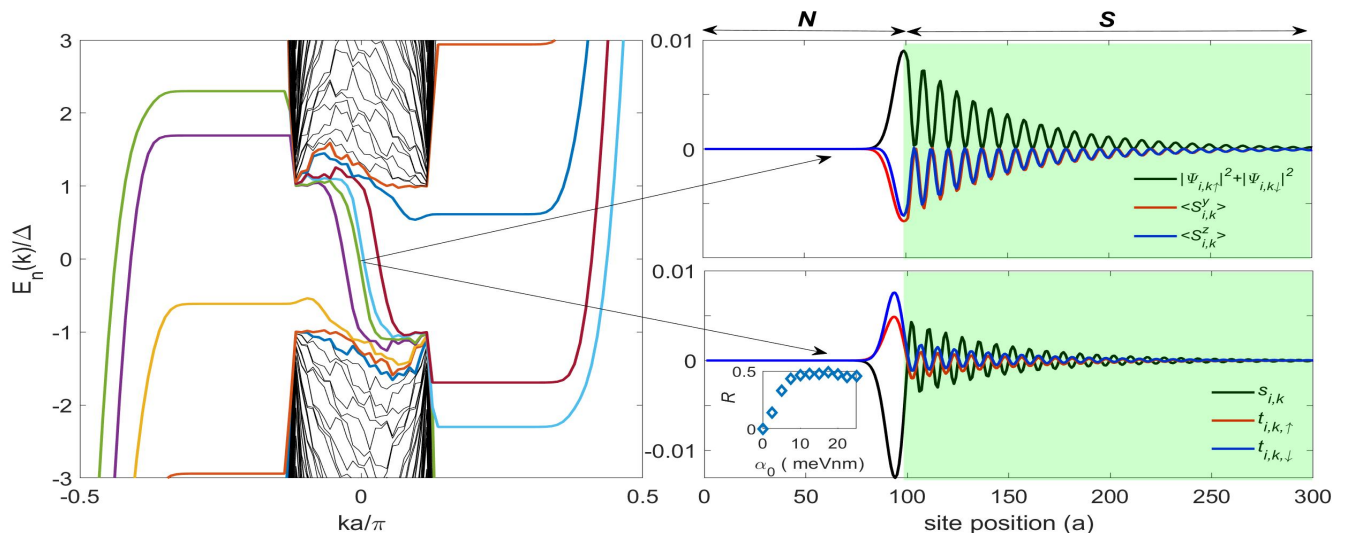 N S
3
2
1
0
-1
-2
-3
E_n(k)/Δ
-0.5 0 0.5
ka/π
0.01
0
|Ψ_{i,k↑}|²+|Ψ_{i,k↓}|²
<S^y_{i,k}>
<S^z_{i,k}>
0.01
0
-0.01
R
0.5
0
0 10 20
α_0 ( meVnm)
s_{i,k}
t_{i,k,↑}
t_{i,k,↓}
0 50 100 150 200 250 300
site position (a)